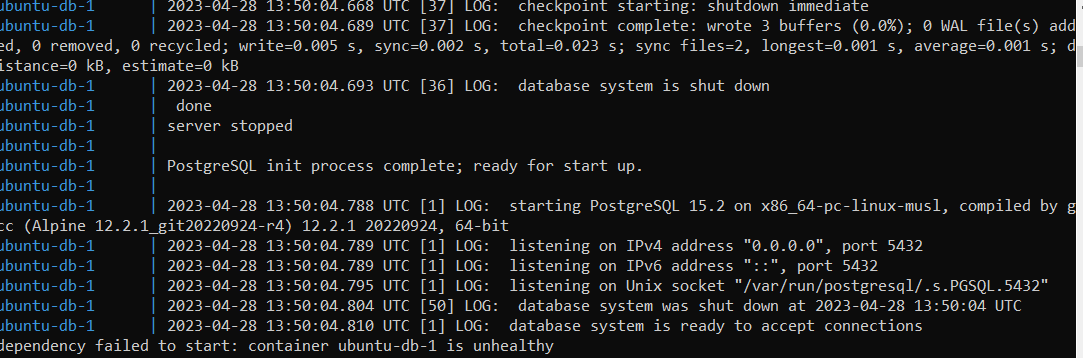 ubuntu-db-1      | 2023-04-28 13:50:04.668 UTC [37] LOG:  checkpoint starting: shutdown immediate
ubuntu-db-1      | 2023-04-28 13:50:04.689 UTC [37] LOG:  checkpoint complete: wrote 3 buffers (0.0%); 0 WAL file(s) add
ed, 0 removed, 0 recycled; write=0.005 s, sync=0.002 s, total=0.023 s; sync files=2, longest=0.001 s, average=0.001 s; d
istance=0 kB, estimate=0 kB
ubuntu-db-1      | 2023-04-28 13:50:04.693 UTC [36] LOG:  database system is shut down
ubuntu-db-1      |  done
ubuntu-db-1      | server stopped
ubuntu-db-1      |
ubuntu-db-1      | PostgreSQL init process complete; ready for start up.
ubuntu-db-1      |
ubuntu-db-1      | 2023-04-28 13:50:04.788 UTC [1] LOG:  starting PostgreSQL 15.2 on x86_64-pc-linux-musl, compiled by g
cc (Alpine 12.2.1_git20220924-r4) 12.2.1 20220924, 64-bit
ubuntu-db-1      | 2023-04-28 13:50:04.789 UTC [1] LOG:  listening on IPv4 address "0.0.0.0", port 5432
ubuntu-db-1      | 2023-04-28 13:50:04.789 UTC [1] LOG:  listening on IPv6 address "::", port 5432
ubuntu-db-1      | 2023-04-28 13:50:04.795 UTC [1] LOG:  listening on Unix socket "/var/run/postgresql/.s.PGSQL.5432"
ubuntu-db-1      | 2023-04-28 13:50:04.804 UTC [50] LOG:  database system was shut down at 2023-04-28 13:50:04 UTC
ubuntu-db-1      | 2023-04-28 13:50:04.810 UTC [1] LOG:  database system is ready to accept connections
dependency failed to start: container ubuntu-db-1 is unhealthy